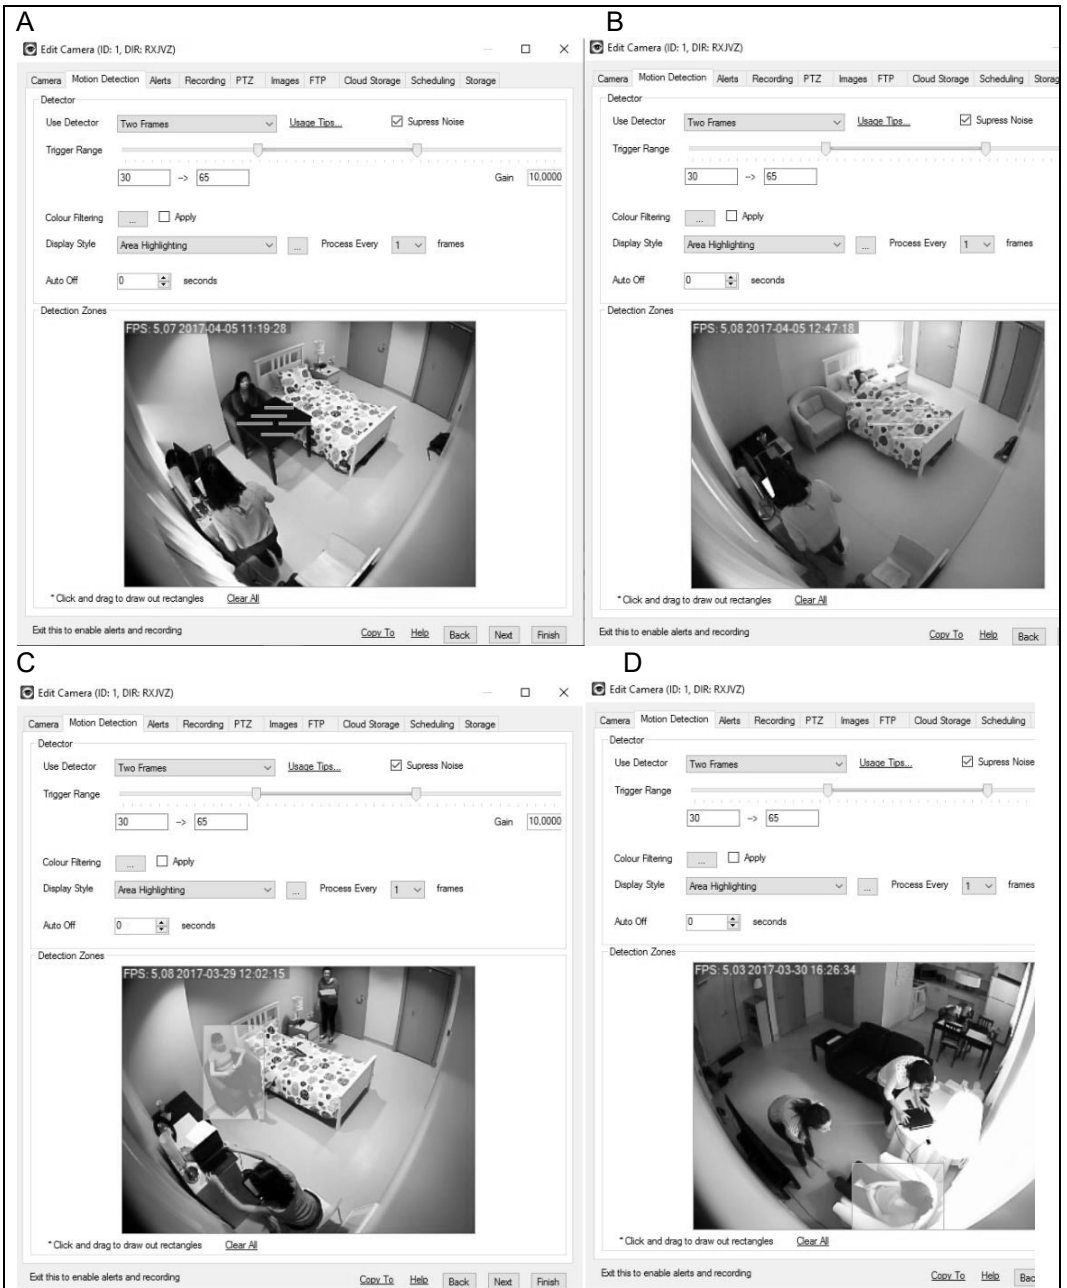 A
Edit Camera (ID: 1, DIR: RXJVZ)
Camera Motion Detection Alerts Recording PTZ Images FTP Cloud Storage Scheduling Storage
Detector
Use Detector Two Frames Usage Tips... Supress Noise
Trigger Range
30 --> 65 Gain 10,0000
Colour Filtering ... Apply
Display Style Area Highlighting ... Process Every 1 frames
Auto Off 0 seconds
Detection Zones
FPS: 5,07 2017-04-05 11:19:28
* Click and drag to draw out rectangles Clear All
Exit this to enable alerts and recording Copy To Help Back Next Finish
B
Edit Camera (ID: 1, DIR: RXJVZ)
Camera Motion Detection Alerts Recording PTZ Images FTP Cloud Storage Scheduling Storag
Detector
Use Detector Two Frames Usage Tips... Supress Noise
Trigger Range
30 --> 65
Colour Filtering ... Apply
Display Style Area Highlighting ... Process Every 1 frames
Auto Off 0 seconds
Detection Zones
FPS: 5,08 2017-04-05 12:47:18
* Click and drag to draw out rectangles Clear All
Exit this to enable alerts and recording Copy To Help Back
C
Edit Camera (ID: 1, DIR: RXJVZ)
Camera Motion Detection Alerts Recording PTZ Images FTP Cloud Storage Scheduling Storage
Detector
Use Detector Two Frames Usage Tips... Supress Noise
Trigger Range
30 --> 65 Gain 10,0000
Colour Filtering ... Apply
Display Style Area Highlighting ... Process Every 1 frames
Auto Off 0 seconds
Detection Zones
FPS: 5,08 2017-03-29 12:02:15
* Click and drag to draw out rectangles Clear All
Exit this to enable alerts and recording Copy To Help Back Next Finish
D
Edit Camera (ID: 1, DIR: RXJVZ)
Camera Motion Detection Alerts Recording PTZ Images FTP Cloud Storage Scheduling
Detector
Use Detector Two Frames Usage Tips... Supress Noise
Trigger Range
30 --> 65
Colour Filtering ... Apply
Display Style Area Highlighting ... Process Every 1 frames
Auto Off 0 seconds
Detection Zones
FPS: 5,03 2017-03-30 16:26:34
* Click and drag to draw out rectangles Clear All
Exit this to enable alerts and recording Copy To Help Bac